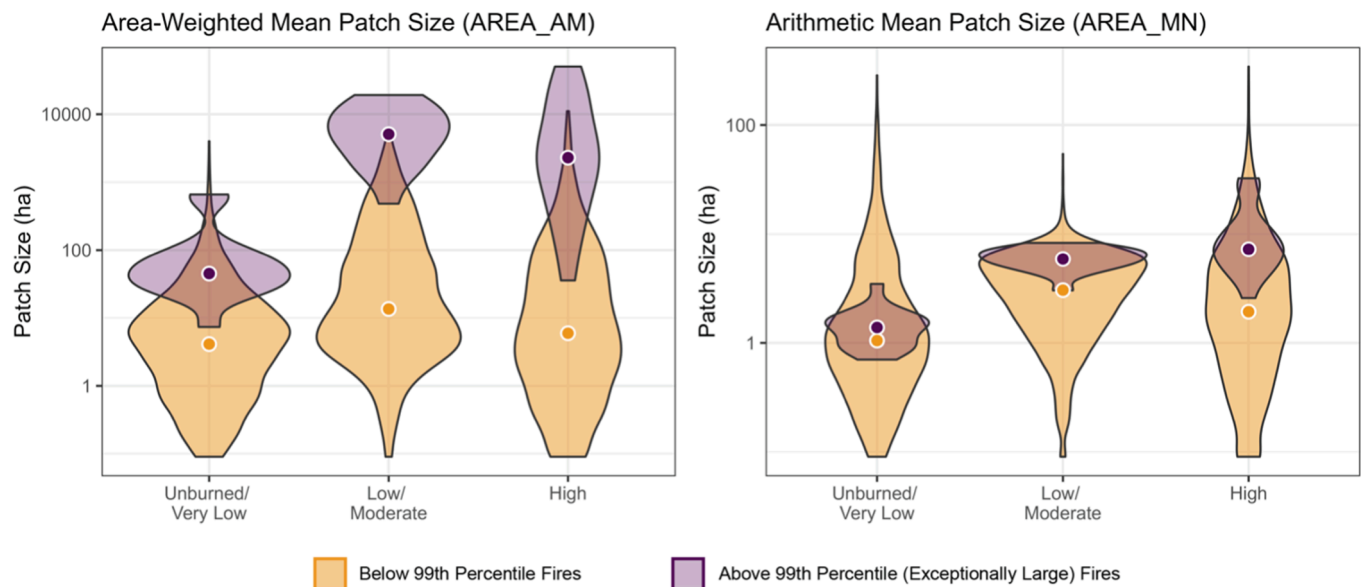 Area-Weighted Mean Patch Size (AREA_AM)
Patch Size (ha)
10000
100
1
Unburned/
Very Low
Low/
Moderate
High
Arithmetic Mean Patch Size (AREA_MN)
Patch Size (ha)
100
1
Unburned/
Very Low
Low/
Moderate
High
Below 99th Percentile Fires
Above 99th Percentile (Exceptionally Large) Fires